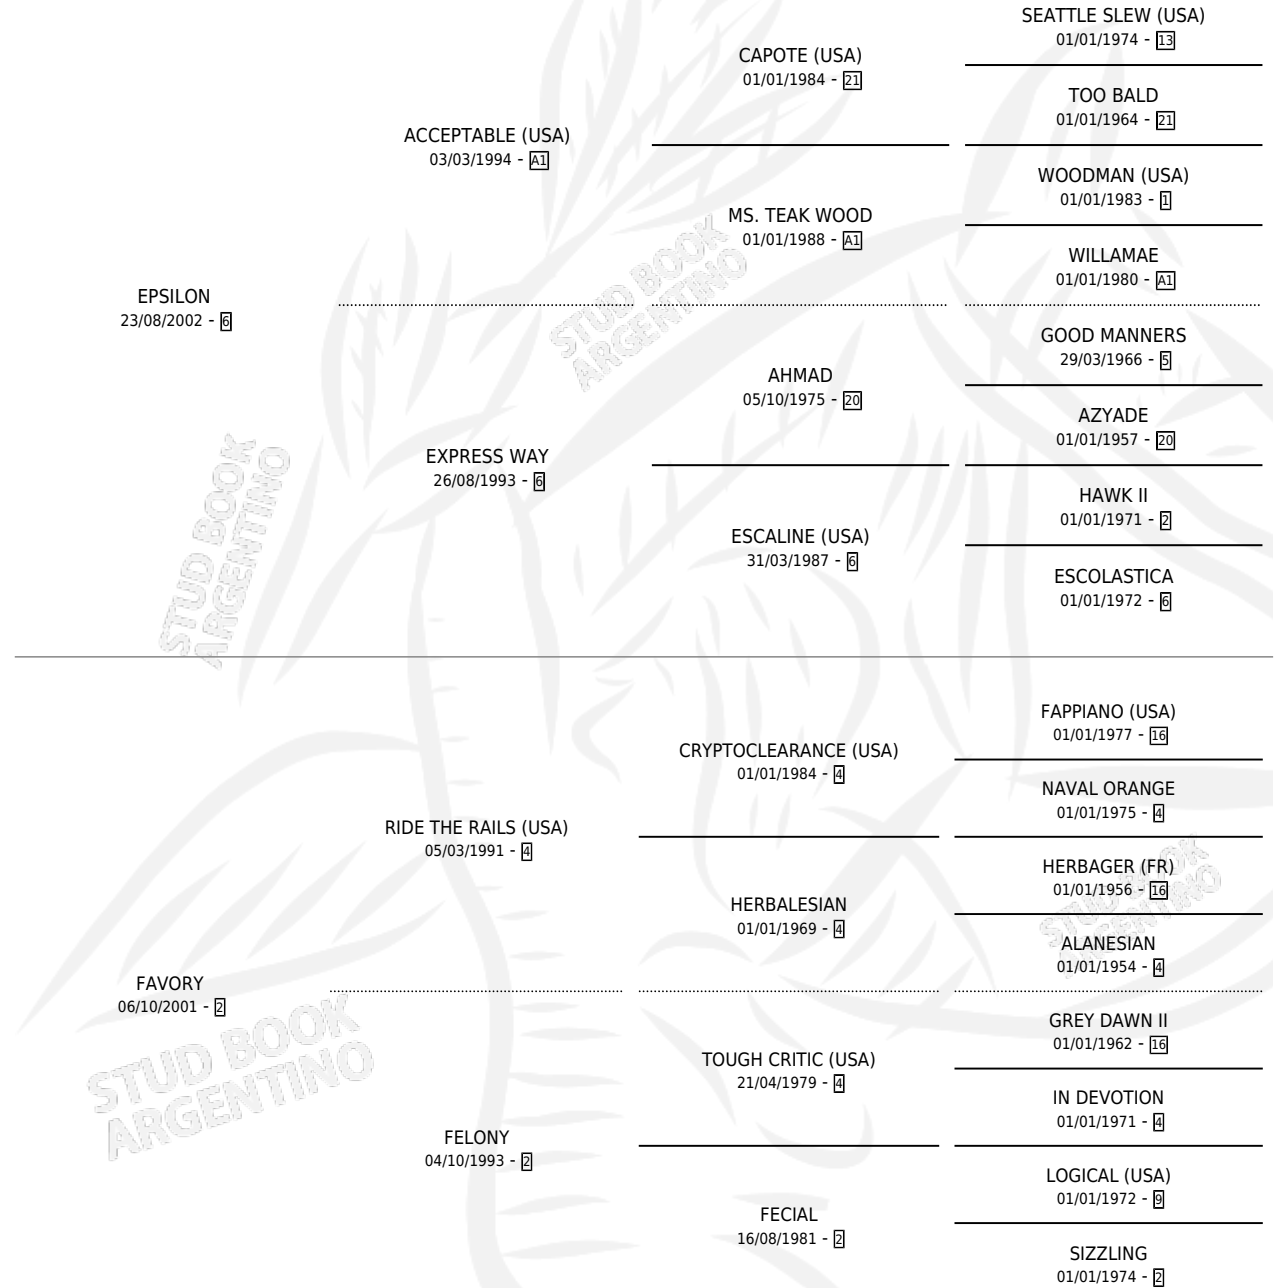 SEATTLE SLEW (USA)
01/01/1974 - 13
CAPOTE (USA)
01/01/1984 - 21
TOO BALD
01/01/1964 - 21
ACCEPTABLE (USA)
03/03/1994 - A1
WOODMAN (USA)
01/01/1983 - 1
MS. TEAK WOOD
01/01/1988 - A1
WILLAMAE
01/01/1980 - A1
EPSILON
23/08/2002 - 6
GOOD MANNERS
29/03/1966 - 5
AHMAD
05/10/1975 - 20
AZYADE
01/01/1957 - 20
EXPRESS WAY
26/08/1993 - 6
HAWK II
01/01/1971 - 2
ESCALINE (USA)
31/03/1987 - 6
ESCOLASTICA
01/01/1972 - 6
FAPPIANO (USA)
01/01/1977 - 16
CRYPTOCLEARANCE (USA)
01/01/1984 - 4
NAVAL ORANGE
01/01/1975 - 4
RIDE THE RAILS (USA)
05/03/1991 - 4
HERBAGER (FR)
01/01/1956 - 16
HERBALESIAN
01/01/1969 - 4
ALANESIAN
01/01/1954 - 4
FAVORY
06/10/2001 - 2
GREY DAWN II
01/01/1962 - 16
TOUGH CRITIC (USA)
21/04/1979 - 4
IN DEVOTION
01/01/1971 - 4
FELONY
04/10/1993 - 2
LOGICAL (USA)
01/01/1972 - 9
FECIAL
16/08/1981 - 2
SIZZLING
01/01/1974 - 2
STUD BOOK
ARGENTINO
STUD BOOK
ARGENTINO
STUD BOOK
ARGENTINO
STUD BOOK
ARGENTINO